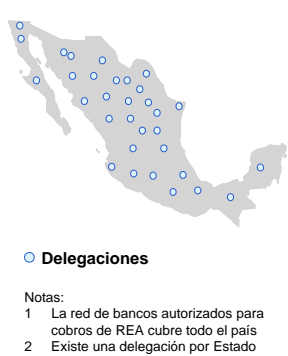 Delegaciones
Notas:
1 La red de bancos autorizados para
cobros de REA cubre todo el país
2 Existe una delegación por Estado